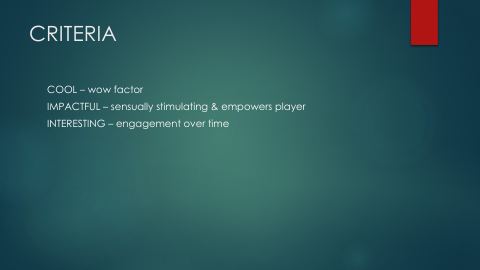 CRITERIA
COOL – wow factor
IMPACTFUL – sensually stimulating & empowers player
INTERESTING – engagement over time